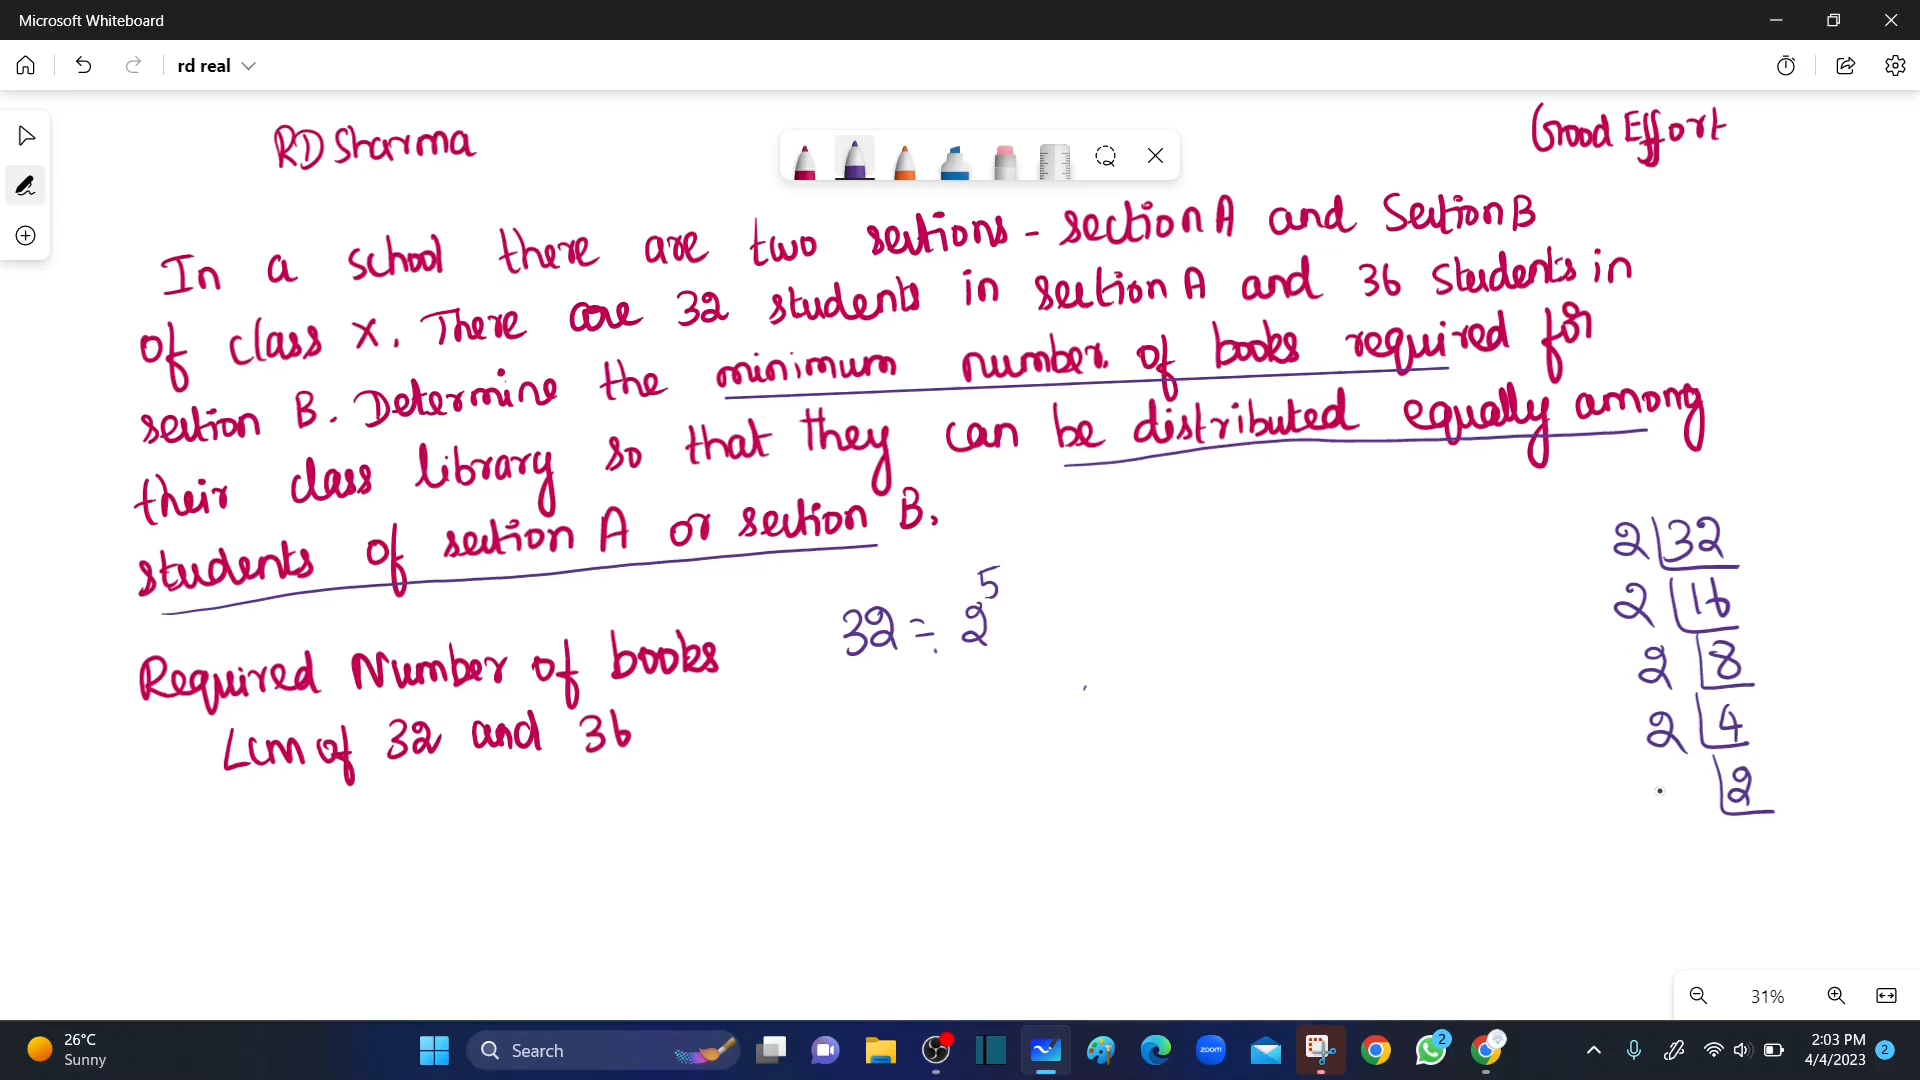 Microsoft Whiteboard
rd real
RD Sharma
Good Effort
In a school there are two sections - section A and Section B
of class X. There are 32 students in section A and 36 students in
section B. Determine the minimum number of books required for
their class library so that they can be distributed equally among
students of section A or section B.
32 = 2^5
Required Number of books
Lcm of 32 and 36
2 32
2 16
2 8
2 4
2
31%
26°C
Sunny
Search
zoom
2
2:03 PM
4/4/2023
2